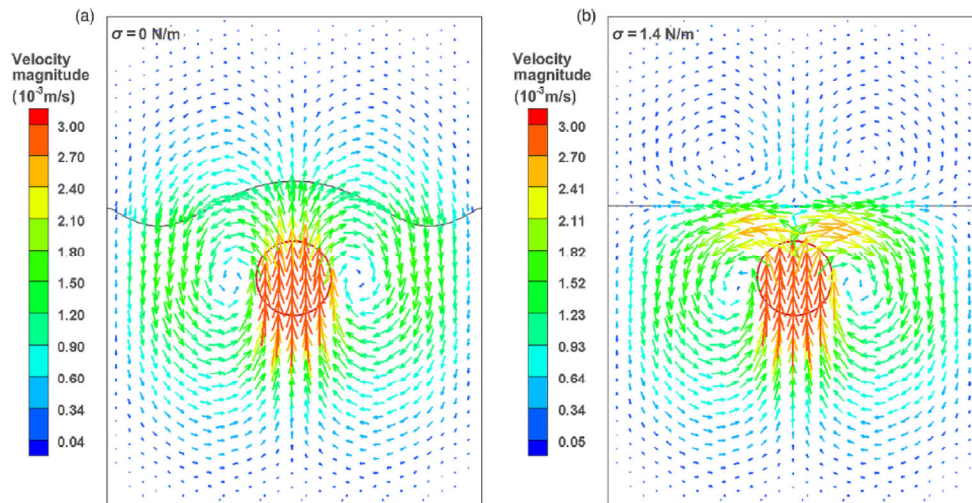 (a)
σ = 0 N/m
Velocity
magnitude
(10⁻³m/s)
3.00
2.70
2.40
2.10
1.80
1.50
1.20
0.90
0.60
0.34
0.04
(b)
σ = 1.4 N/m
Velocity
magnitude
(10⁻³m/s)
3.00
2.70
2.41
2.11
1.82
1.52
1.23
0.93
0.64
0.34
0.05